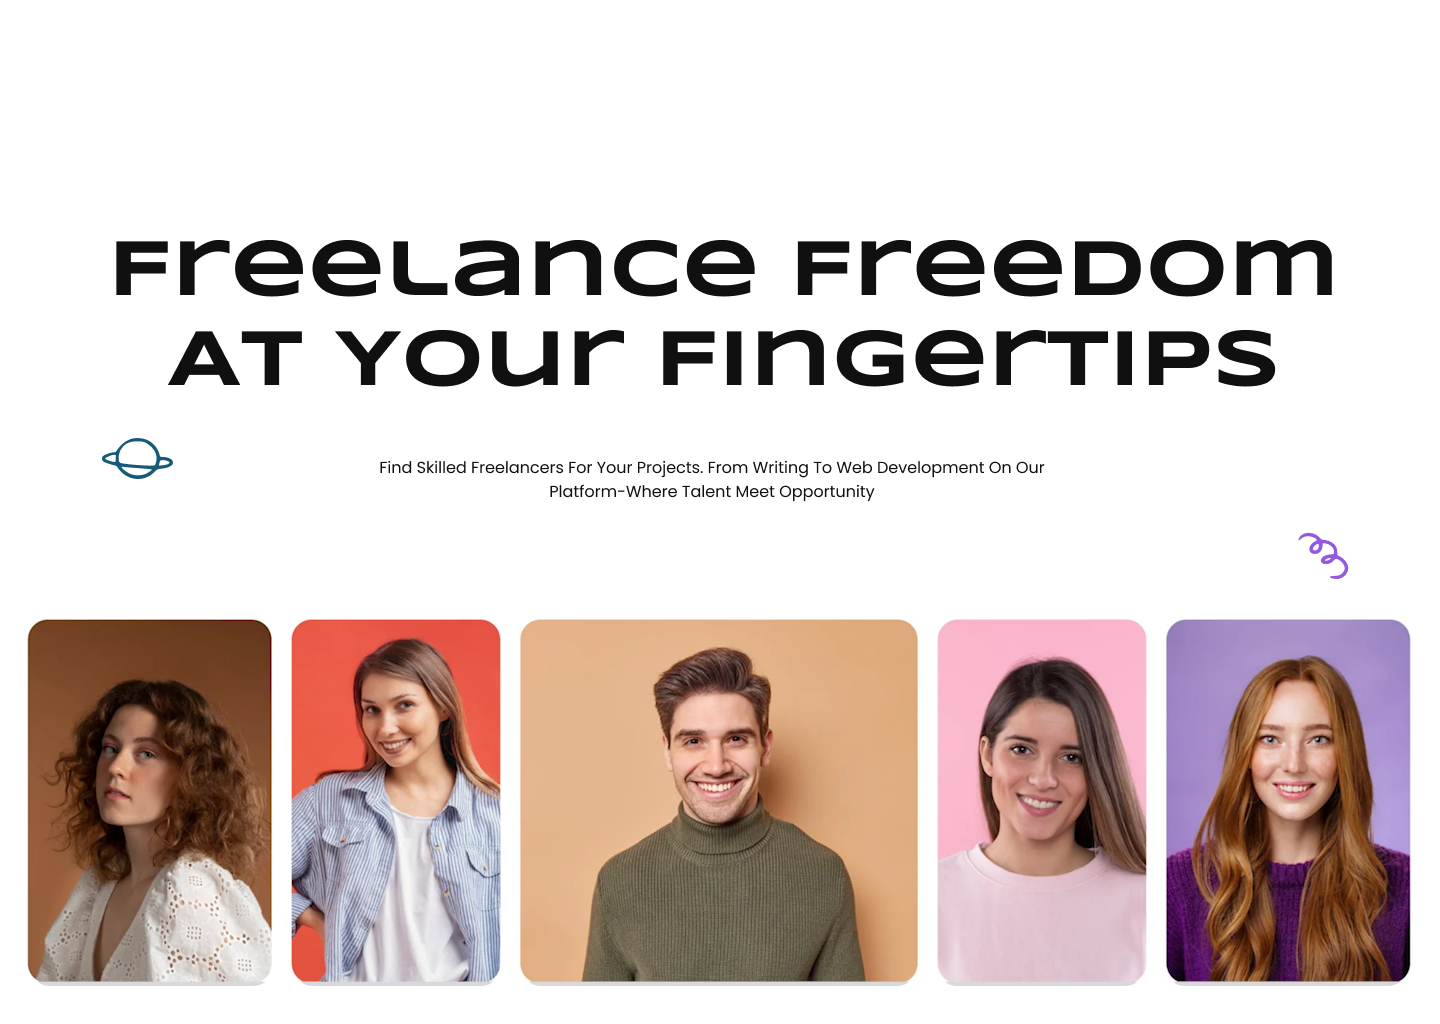 Freelance Freedom
At Your Fingertips
Find Skilled Freelancers For Your Projects. From Writing To Web Development On Our
Platform-Where Talent Meet Opportunity